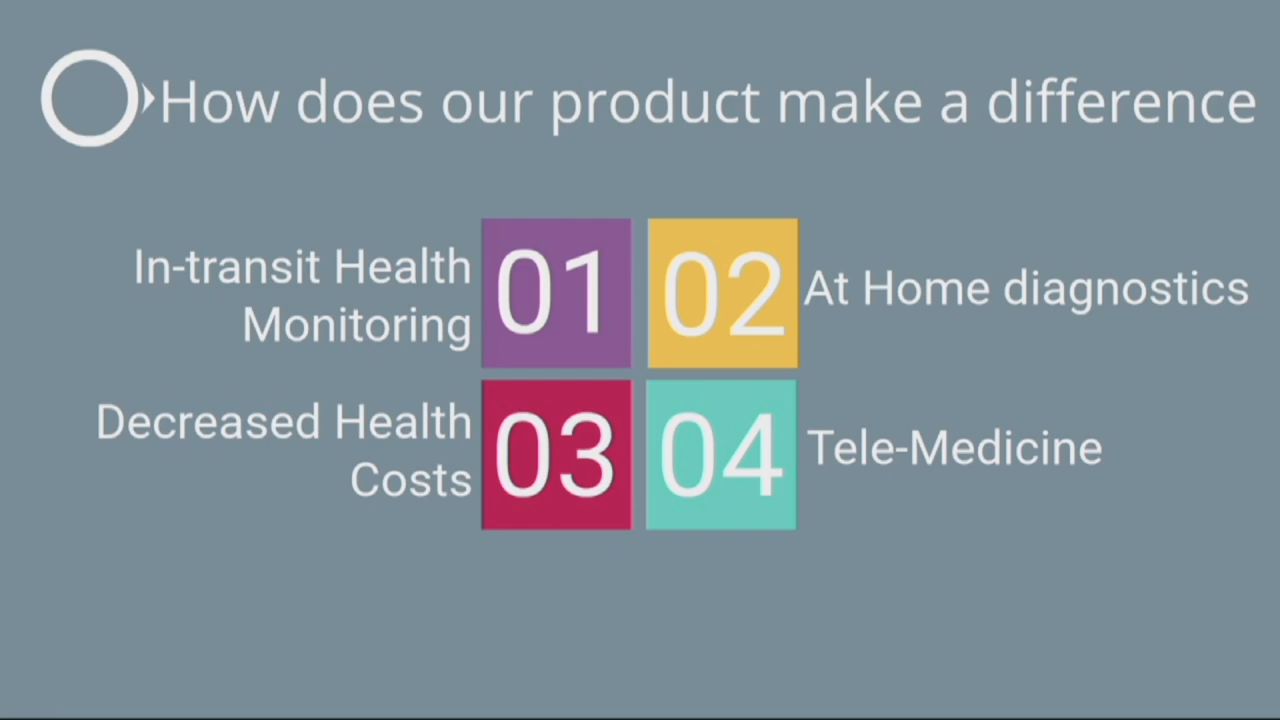 How does our product make a difference
In-transit Health
Monitoring
01
02
At Home diagnostics
Decreased Health
Costs
03
04
Tele-Medicine